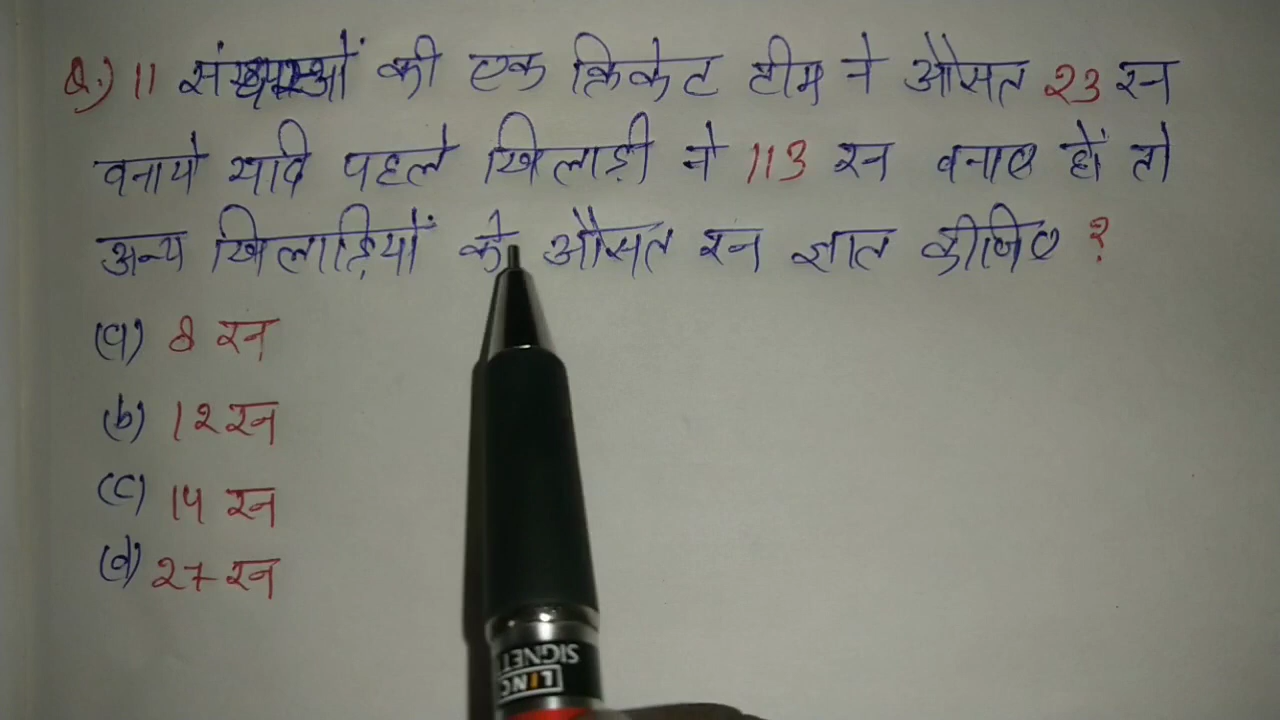 Q.) 11 की एक क्रिकेट टीम ने औसत 23 रन
बनाये यदि पहले खिलाड़ी ने 113 रन बनाए हों तो
अन्य खिलाड़ियों के औसत रन ज्ञात कीजिए ?
(a) 8 रन
(b) 12 रन
(c) 14 रन
(d) 27 रन
SIGNET
LINC